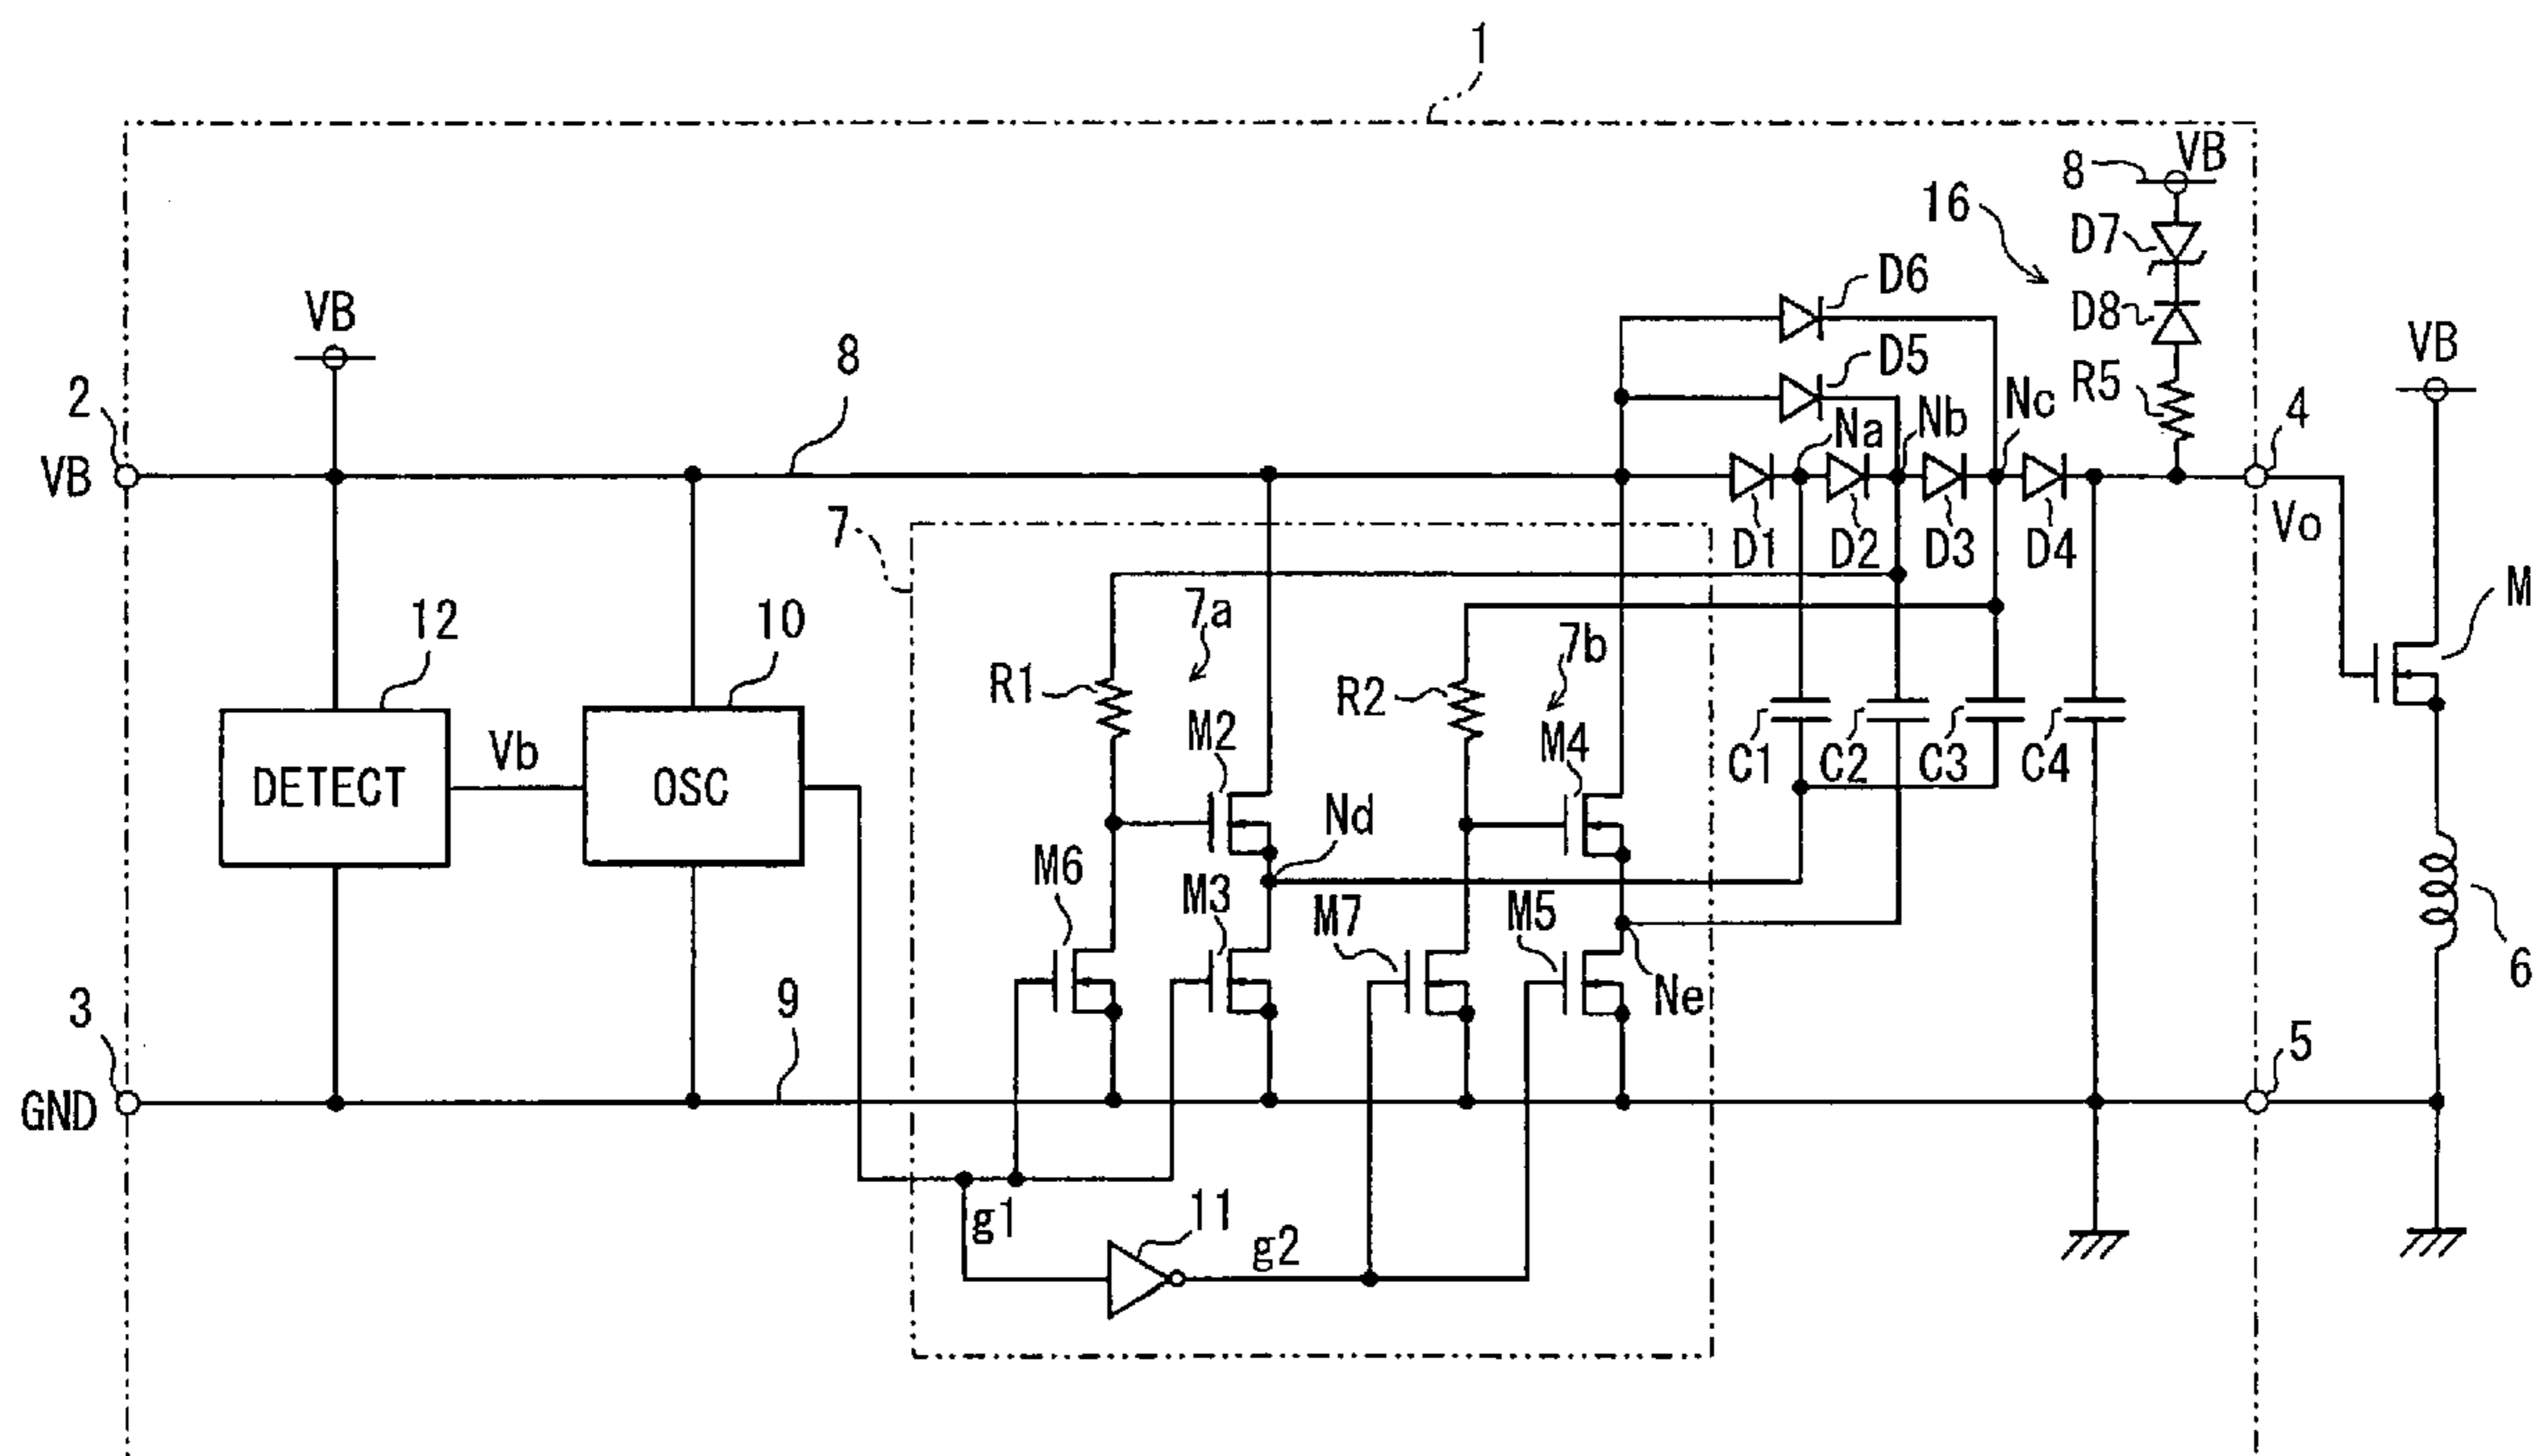 1
8 VB
16
D7
D6
VB
D8
VB
8
D5
R5
Nc
2
Na
Nb
4
VB
Vo
7
D1 D2 D3 D4
M
7a
12
10
7b
R1
R2
M2
M4
Vb
C1 C2 C3 C4
DETECT
OSC
Nd
M6
M3
M7
M5
6
3
9
Ne
5
GND
g1
11
g2